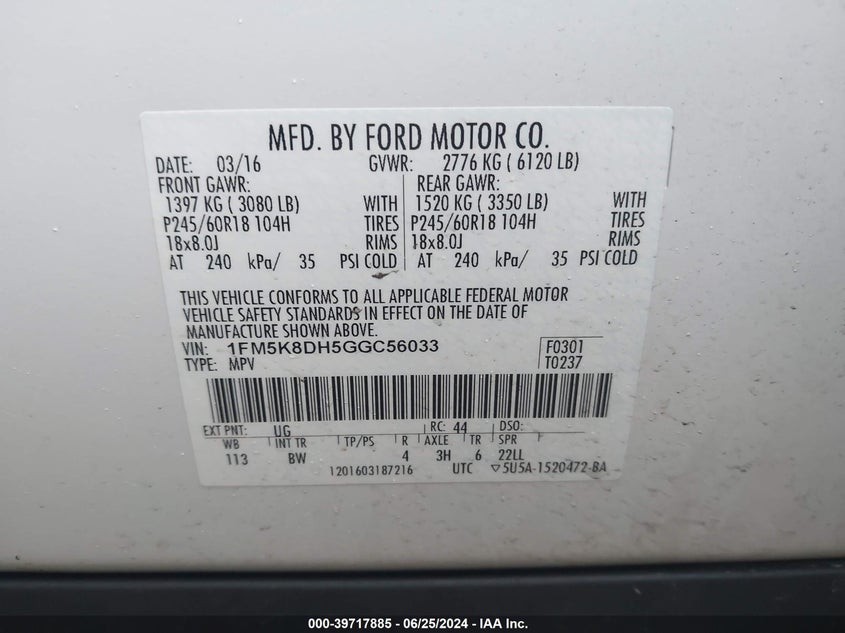 MFD. BY FORD MOTOR CO.
DATE: 03/16 GVWR: 2776 KG ( 6120 LB)
FRONT GAWR: REAR GAWR:
1397 KG ( 3080 LB) WITH 1520 KG ( 3350 LB) WITH
P245/60R18 104H TIRES P245/60R18 104H TIRES
18x8.0J RIMS 18x8.0J RIMS
AT 240 kPa/ 35 PSI COLD AT 240 kPa/ 35 PSI COLD
THIS VEHICLE CONFORMS TO ALL APPLICABLE FEDERAL MOTOR
VEHICLE SAFETY STANDARDS IN EFFECT ON THE DATE OF
MANUFACTURE SHOWN ABOVE.
VIN: 1FM5K8DH5GGC56033 F0301
TYPE: MPV T0237
EXT PNT: UG RC: 44 DSO:
WB INT TR TP/PS R AXLE TR SPR
113 BW 4 3H 6 22LL
1201603187216 UTC ▽5U5A-1520472-BA
000-39717885 - 06/25/2024 - IAA Inc.